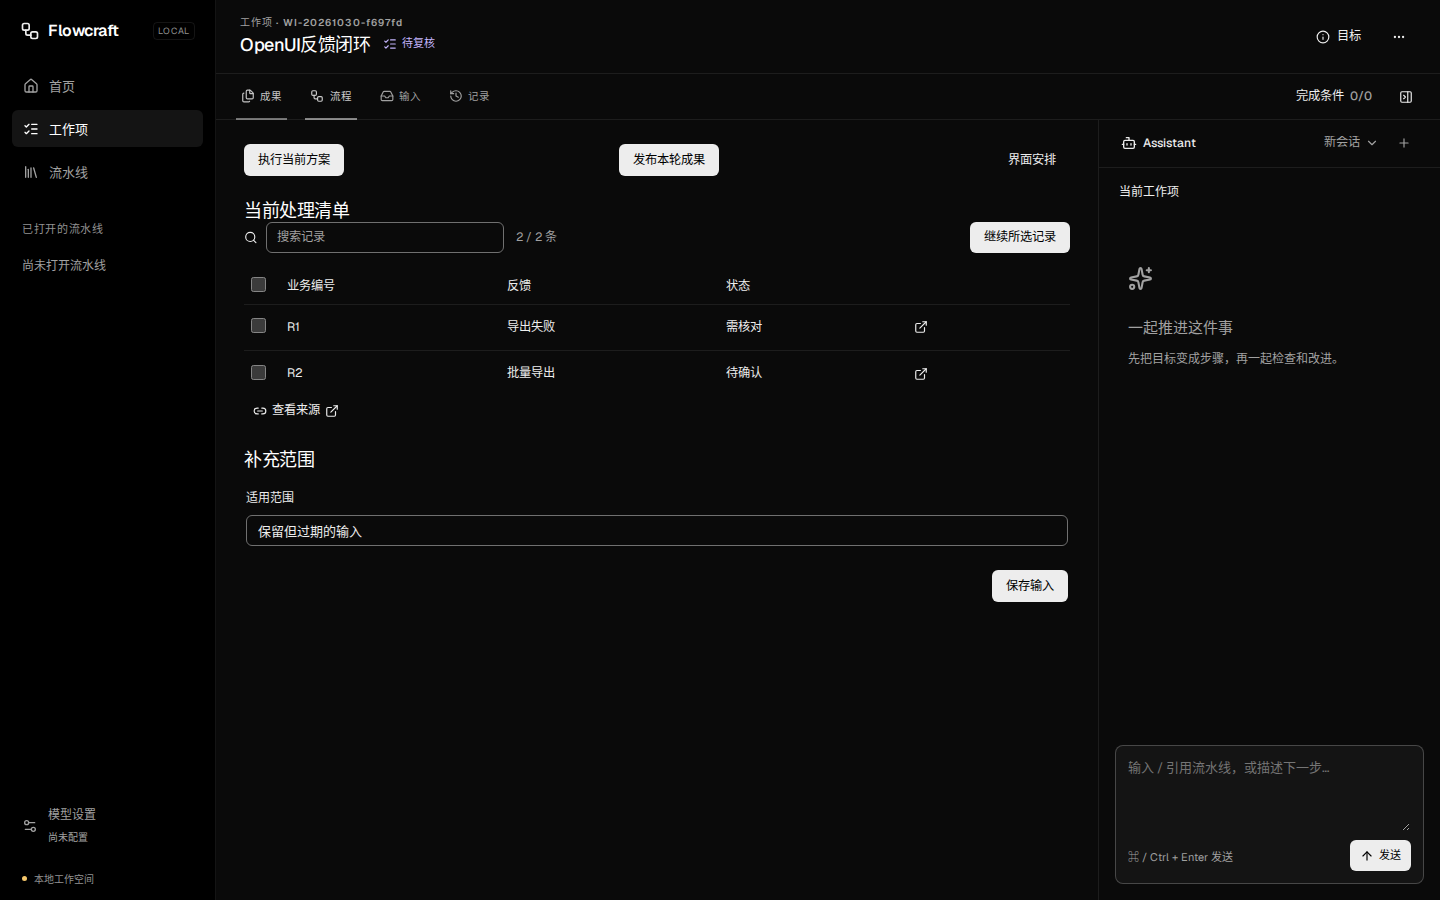 Flowcraft
LOCAL
首页
工作项
流水线
已打开的流水线
尚未打开流水线
模型设置
尚未配置
本地工作空间
工作项 · WI-20261030-f697fd
OpenUI反馈闭环
待复核
目标
成果
流程
输入
记录
完成条件 0/0
执行当前方案
发布本轮成果
界面安排
当前处理清单
搜索记录
2 / 2 条
继续所选记录
业务编号 反馈 状态
R1 导出失败 需核对
R2 批量导出 待确认
查看来源
补充范围
适用范围
保留但过期的输入
保存输入
Assistant
新会话
当前工作项
一起推进这件事
先把目标变成步骤，再一起检查和改进。
输入 / 引用流水线，或描述下一步…
⌘ / Ctrl + Enter 发送
发送